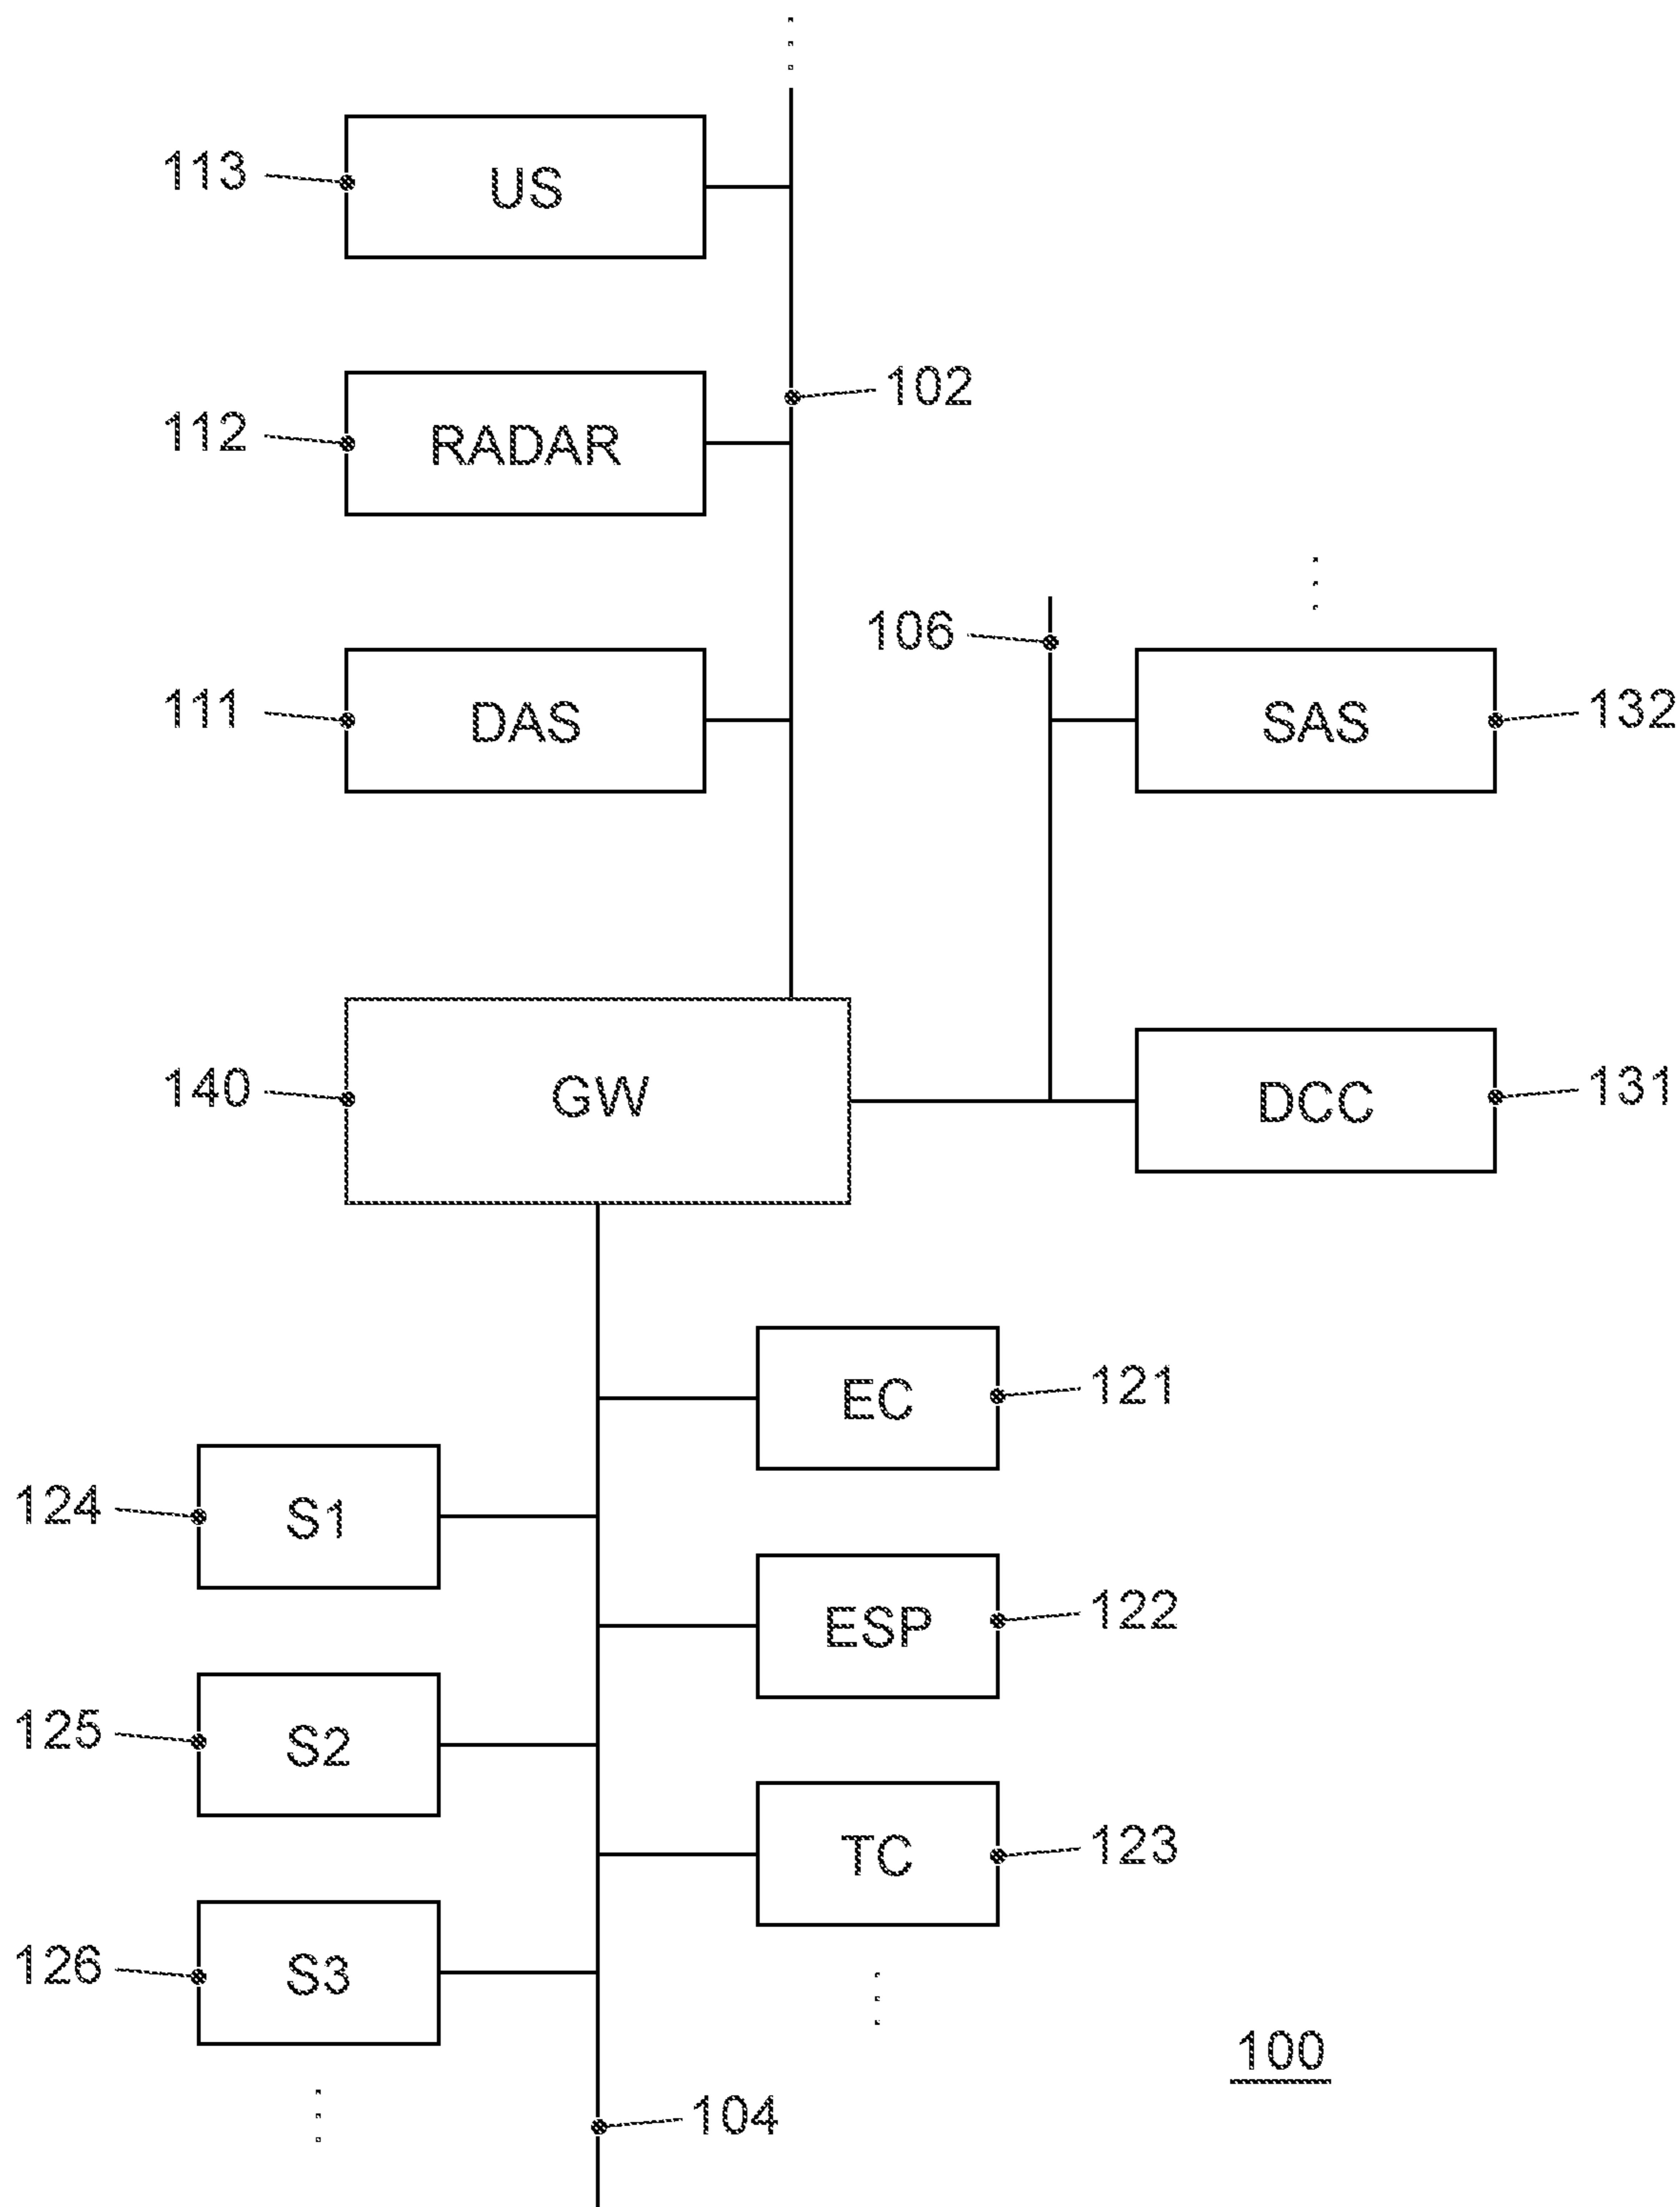 113 US
112 RADAR 102
106
111 DAS SAS 132
140 GW DCC 131
EC 121
124 S1
ESP 122
125 S2
TC 123
126 S3
100
104